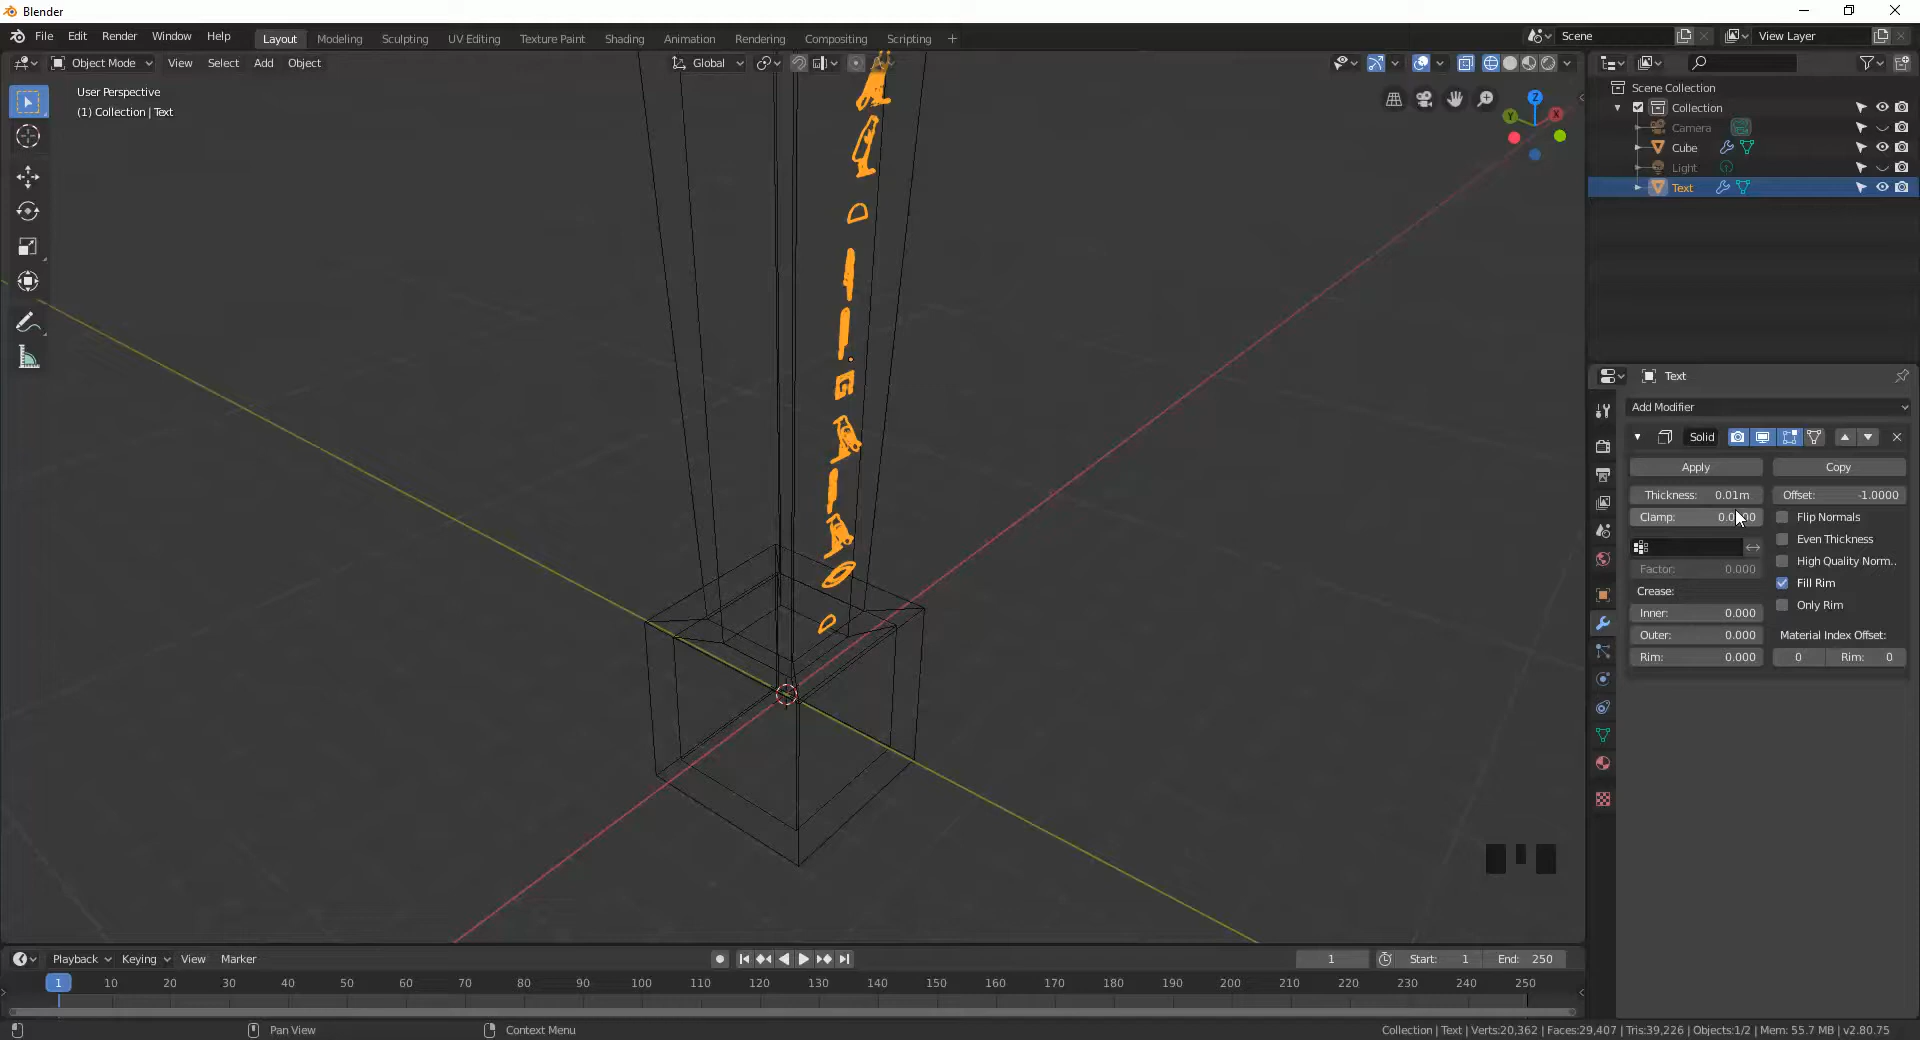 Blender
File Edit Render Window Help
Layout Modeling Sculpting UV Editing Texture Paint Shading Animation Rendering Compositing Scripting +
Scene
View Layer
Object Mode View Select Add Object
Global
User Perspective
(1) Collection | Text
Z
Y
X
Scene Collection
Collection
Camera
Cube
Light
Text
Text
Add Modifier
Solid
Apply
Copy
Thickness: 0.01m
Offset: -1.0000
Flip Normals
Even Thickness
Factor: 0.000
High Quality Norm..
Crease:
Fill Rim
Inner: 0.000
Only Rim
Outer: 0.000
Material Index Offset:
Rim: 0.000
0
Rim: 0
Playback Keying View Marker
1
Start: 1
End: 250
1 10 20 30 40 50 60 70 80 90 100 110 120 130 140 150 160 170 180 190 200 210 220 230 240 250
Pan View
Context Menu
Collection | Text | Verts:20,362 | Faces:29,407 | Tris:39,226 | Objects:1/2 | Mem: 55.7 MB | v2.80.75